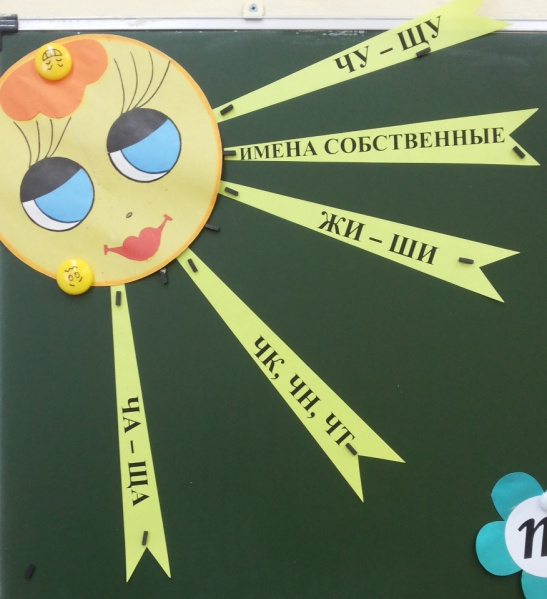 ЧУ – ЩУ
ИМЕНА СОБСТВЕННЫЕ
ЖИ – ШИ
ЧК, ЧН, ЧТ
ЧА – ЩА